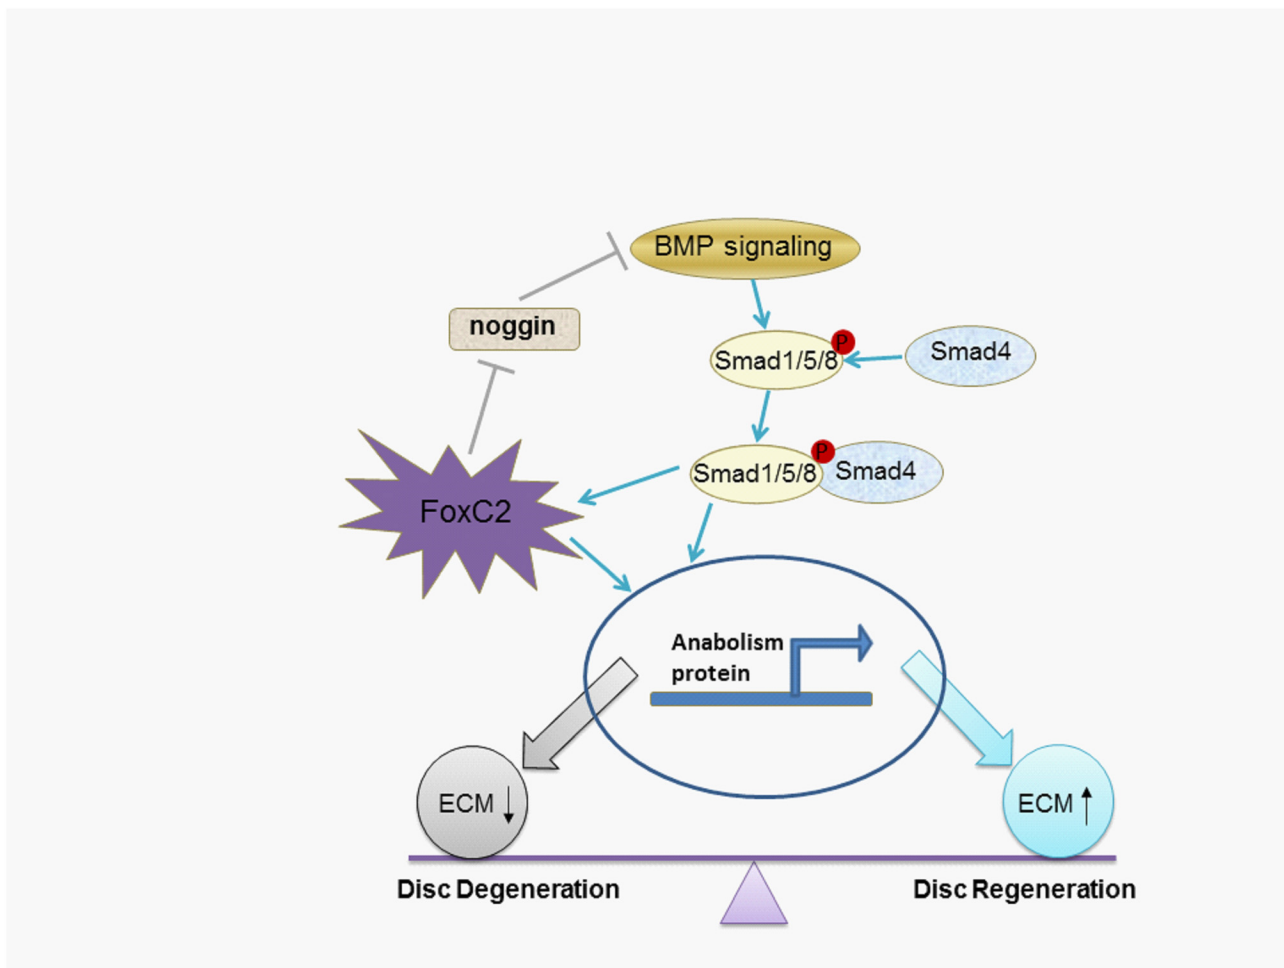 BMP signaling
noggin
P
Smad1/5/8
Smad4
P
Smad1/5/8
Smad4
FoxC2
Anabolism
protein
ECM
ECM
Disc Degeneration
Disc Regeneration